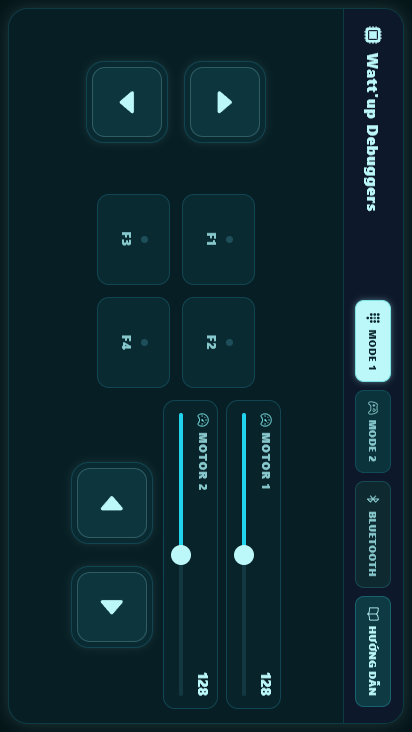 Watt'up Debuggers
MODE 1
MODE 2
BLUETOOTH
HƯỚNG DẪN
MOTOR 1
128
MOTOR 2
128
F1
F2
F3
F4